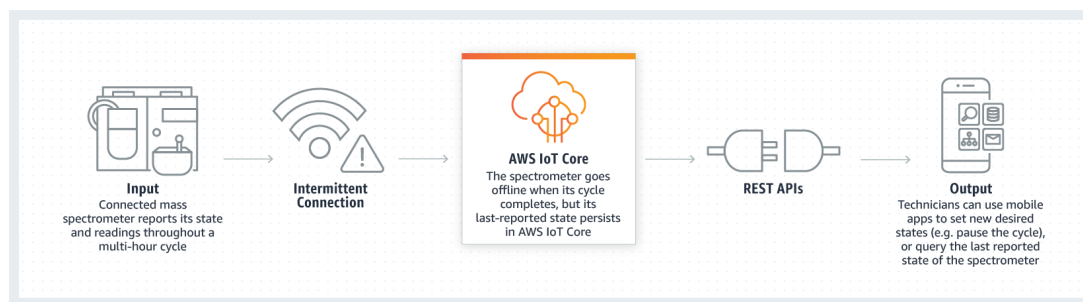 Input
Connected mass
spectrometer reports its state
and readings throughout a
multi-hour cycle
Intermittent
Connection
AWS IoT Core
The spectrometer goes
offline when its cycle
completes, but its
last-reported state persists
in AWS IoT Core
REST APIs
Output
Technicians can use mobile
apps to set new desired
states (e.g. pause the cycle),
or query the last reported
state of the spectrometer